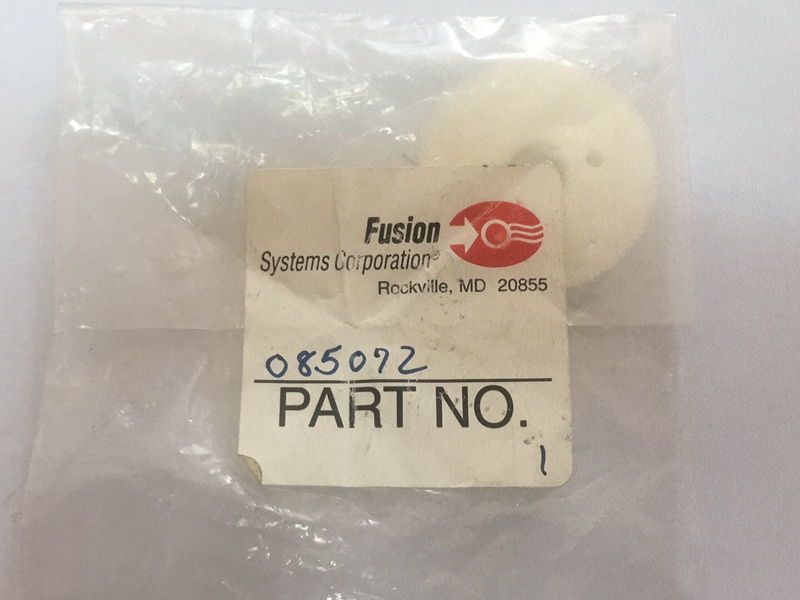 Fusion
Systems Corporation®
Rockville, MD 20855
085072
PART NO.
1